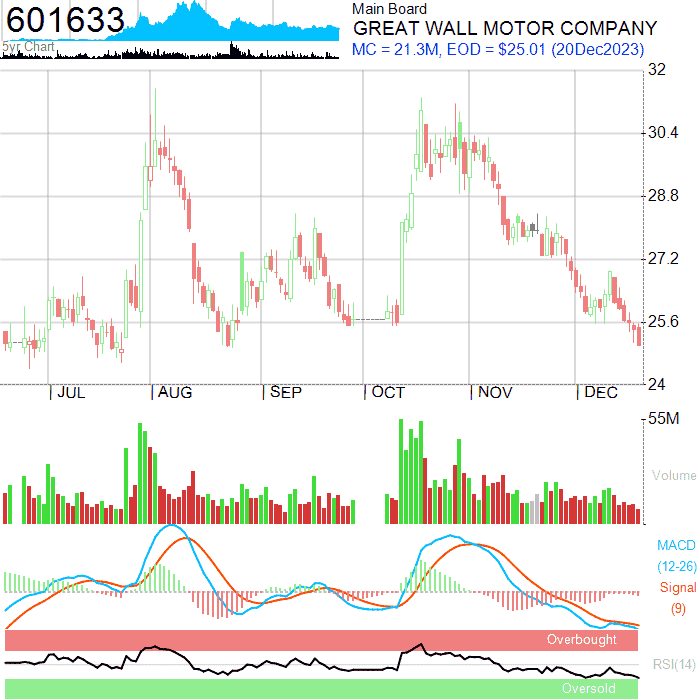 601633
5yr Chart
Main Board
GREAT WALL MOTOR COMPANY
MC = 21.3M, EOD = $25.01 (20Dec2023)
32
30.4
28.8
27.2
25.6
24
JUL AUG SEP OCT NOV DEC
55M
Volume
MACD
(12-26)
Signal
(9)
Overbought
RSI(14)
Oversold